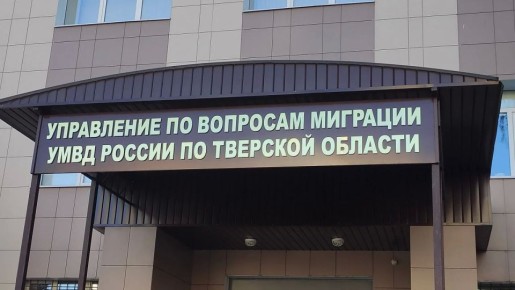 УПРАВЛЕНИЕ ПО ВОПРОСАМ МИГРАЦИИ
УМВД РОССИИ ПО ТВЕРСКОЙ ОБЛАСТИ